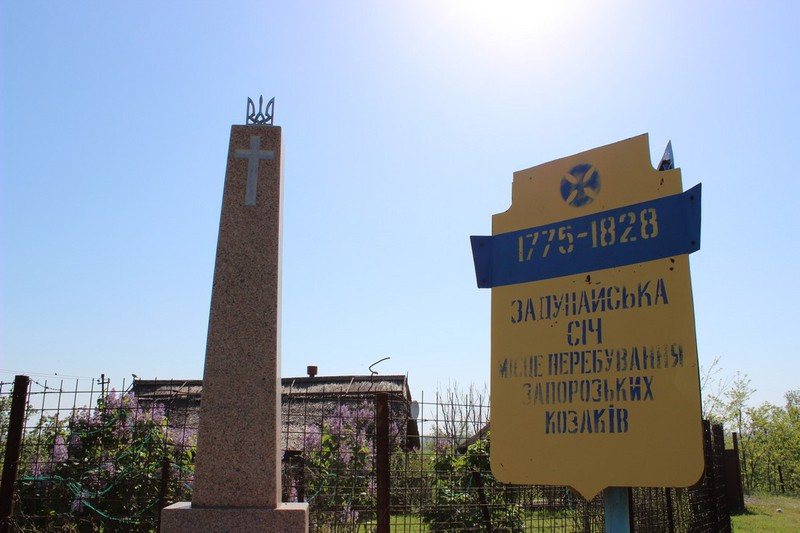 1775-1828
ЗАДУНАЙСЬКА
СІЧ
МІСЦЕ ПЕРЕБУВАННЯ
ЗАПОРОЗЬКИХ
КОЗАКІВ